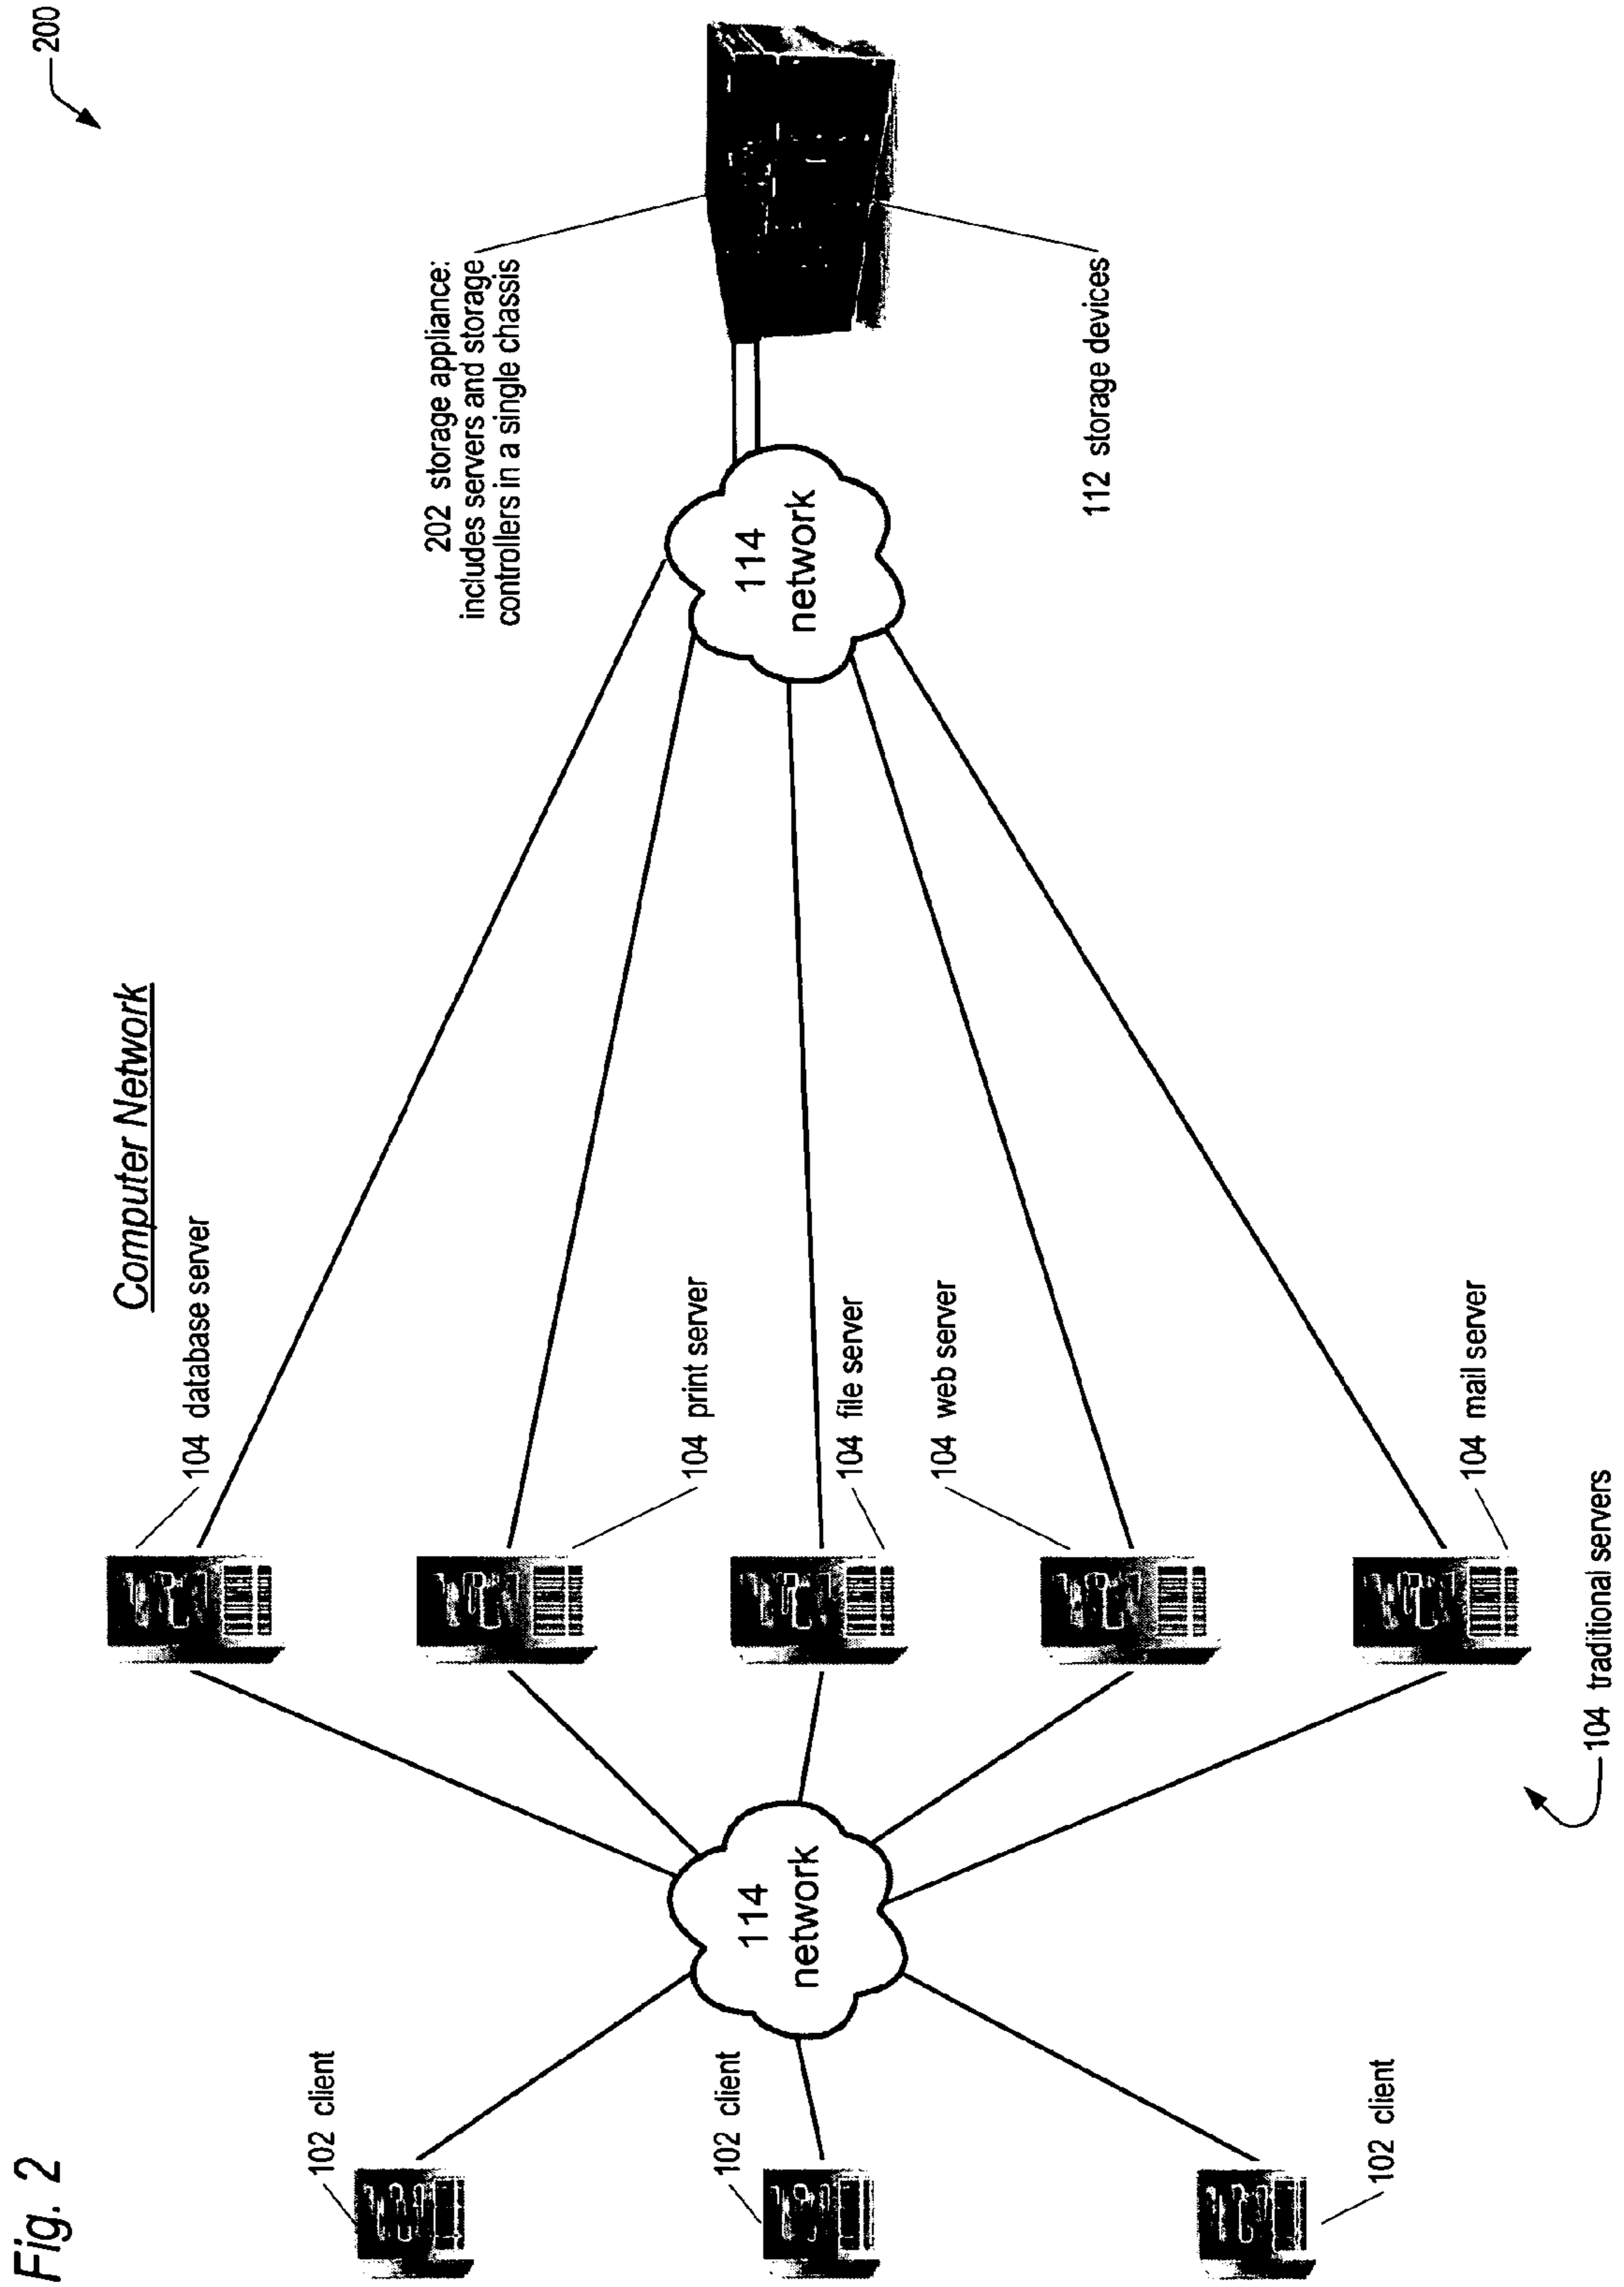 Fig. 2
Computer Network
200
102 client
102 client
102 client
114
network
104 database server
104 print server
104 file server
104 web server
104 mail server
104 traditional servers
114
network
202 storage appliance:
includes servers and storage
controllers in a single chassis
112 storage devices